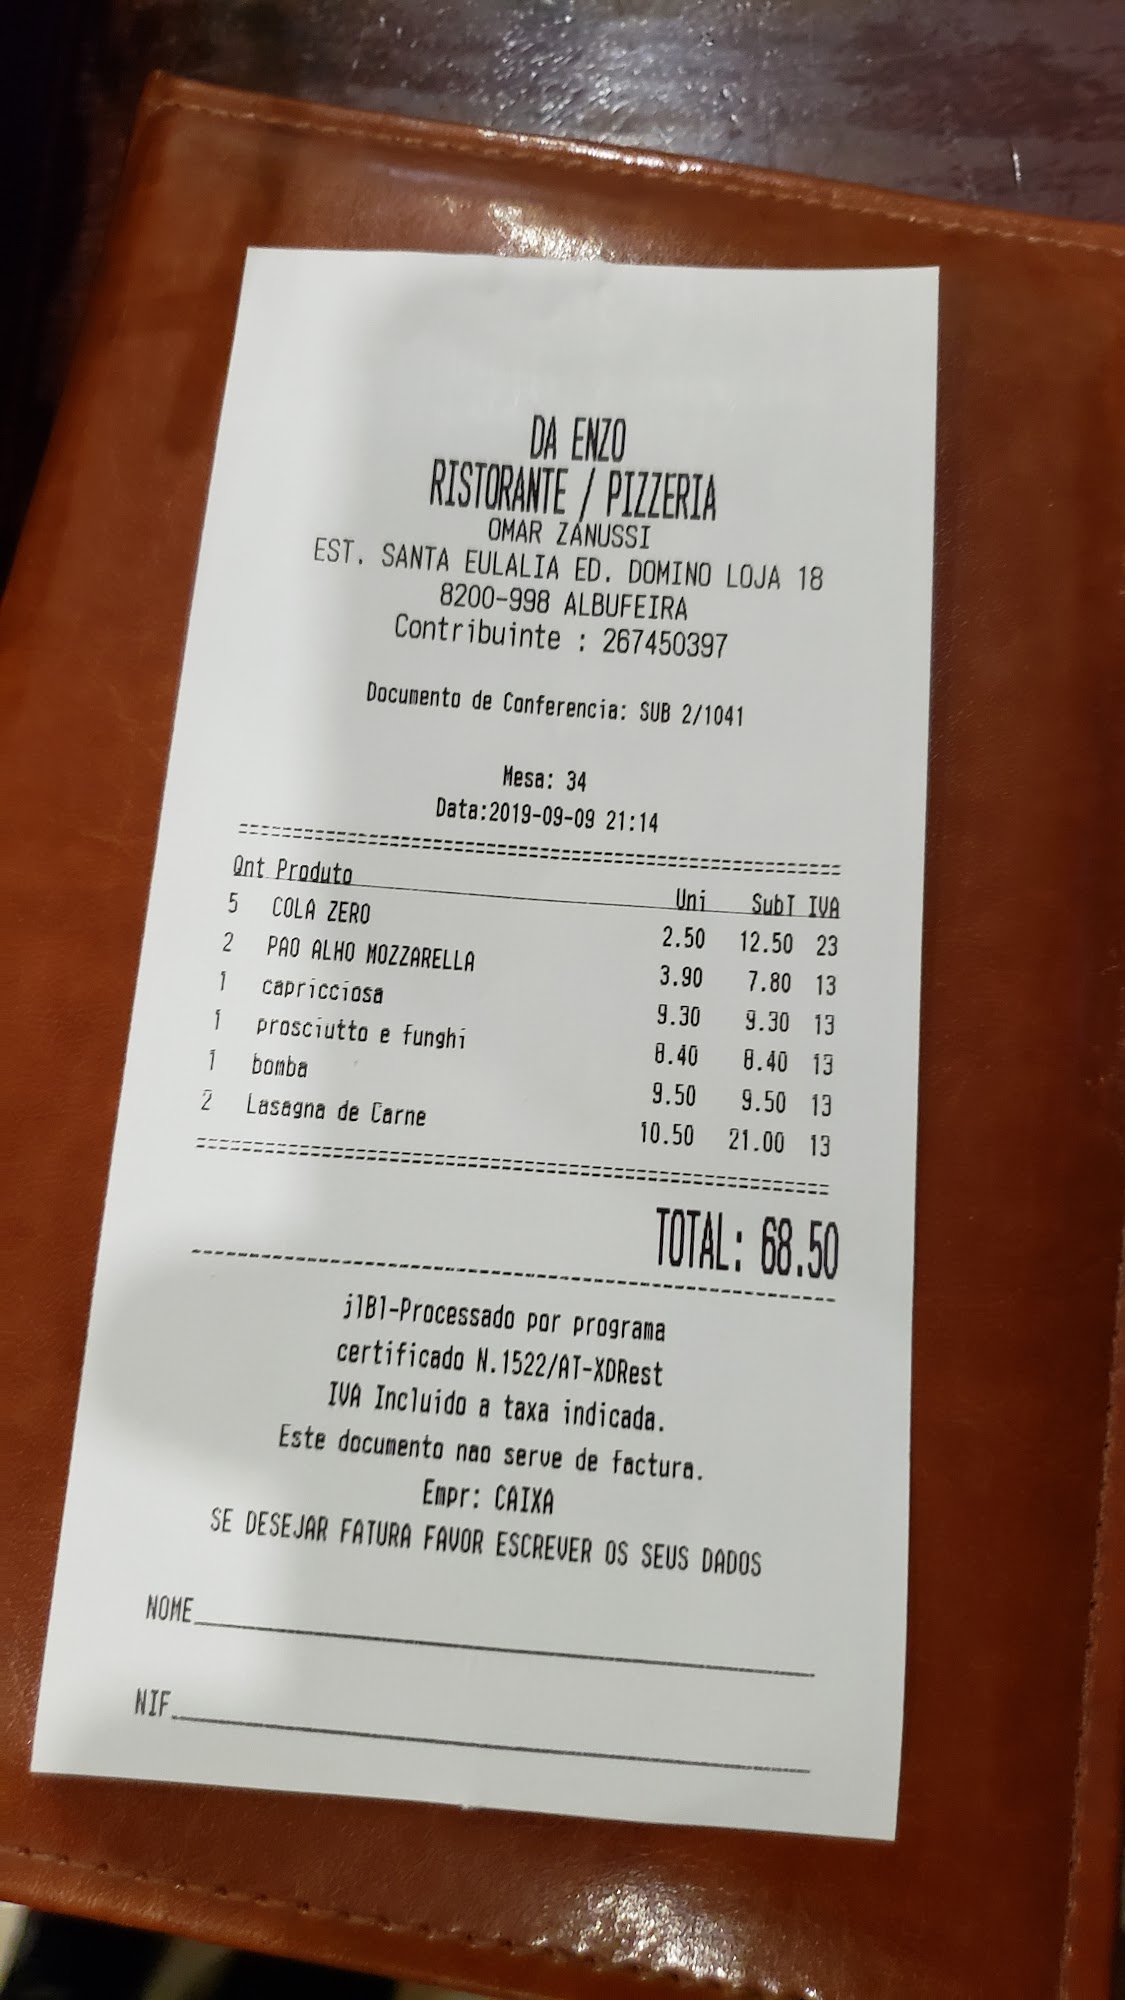 DA ENZO
RISTORANTE / PIZZERIA
OMAR ZANUSSI
EST. SANTA EULALIA ED. DOMINO LOJA 18
8200-998 ALBUFEIRA
Contribuinte : 267450397
Documento de Conferencia: SUB 2/1041
Mesa: 34
Data:2019-09-09 21:14
Qnt Produto Uni SubT IVA
5 COLA ZERO 2.50 12.50 23
2 PAO ALHO MOZZARELLA 3.90 7.80 13
1 capricciosa 9.30 9.30 13
1 prosciutto e funghi 8.40 8.40 13
1 bomba 9.50 9.50 13
2 Lasagna de Carne 10.50 21.00 13
TOTAL: 68.50
j1B1-Processado por programa
certificado N.1522/AT-XDRest
IVA Incluido a taxa indicada.
Este documento nao serve de factura.
Empr: CAIXA
SE DESEJAR FATURA FAVOR ESCREVER OS SEUS DADOS
NOME
NIF